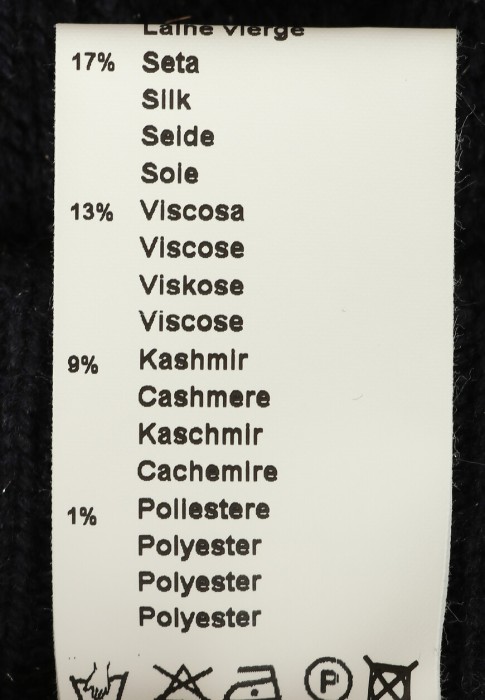 Laine vierge
17% Seta
Silk
Seide
Soie
13% Viscosa
Viscose
Viskose
Viscose
9% Kashmir
Cashmere
Kaschmir
Cachemire
1% Poliestere
Polyester
Polyester
Polyester
P